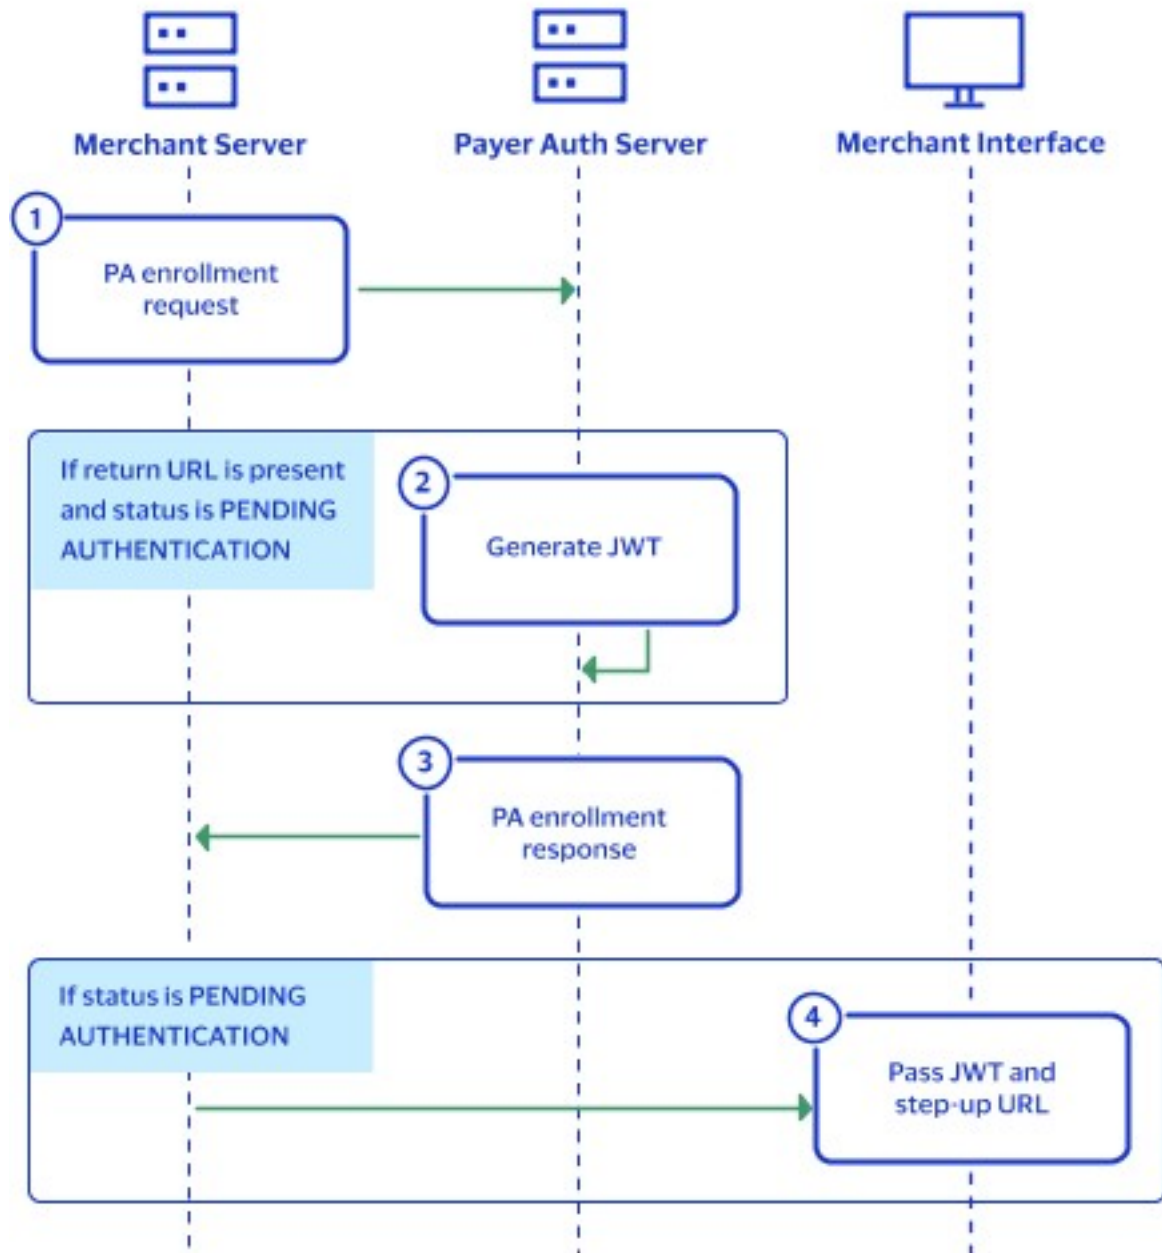 Merchant Server
Payer Auth Server
Merchant Interface
1
PA enrollment
request
If return URL is present
and status is PENDING
AUTHENTICATION
2
Generate JWT
3
PA enrollment
response
If status is PENDING
AUTHENTICATION
4
Pass JWT and
step-up URL